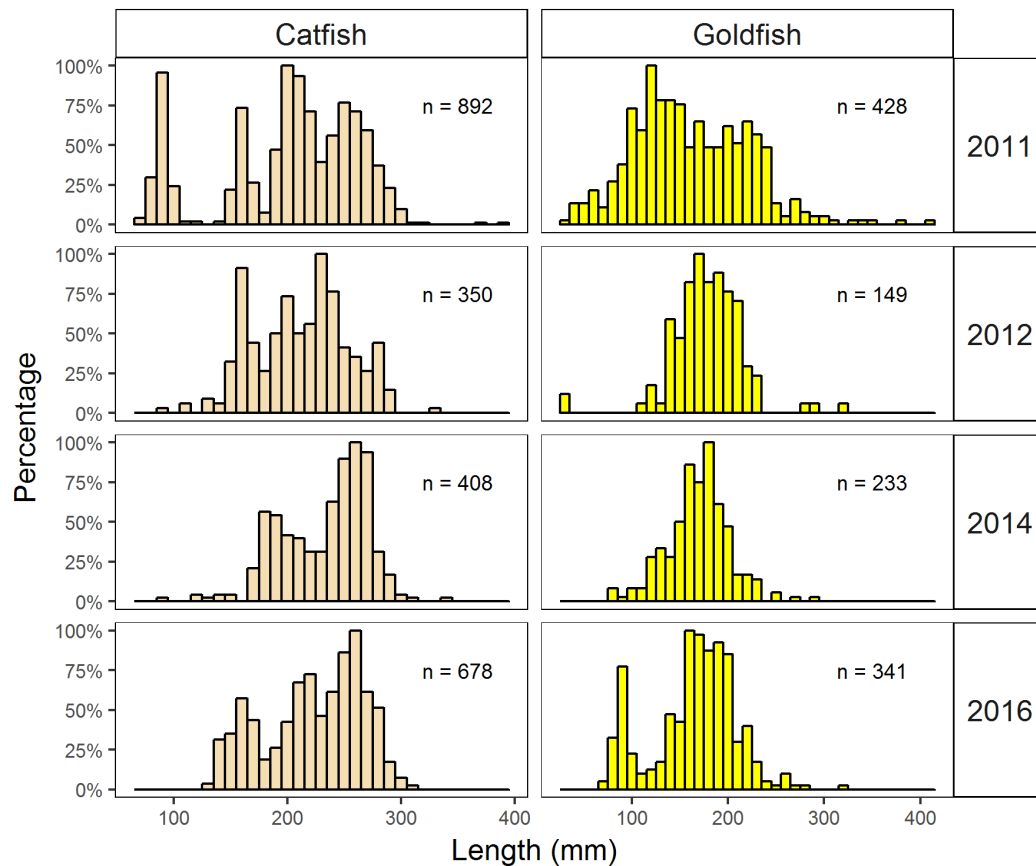 Catfish
Goldfish
100%
75%
50%
25%
0%
n = 892
n = 428
2011
100%
75%
50%
25%
0%
n = 350
n = 149
2012
100%
75%
50%
25%
0%
n = 408
n = 233
2014
100%
75%
50%
25%
0%
n = 678
n = 341
2016
Percentage
100 200 300 400
100 200 300 400
Length (mm)